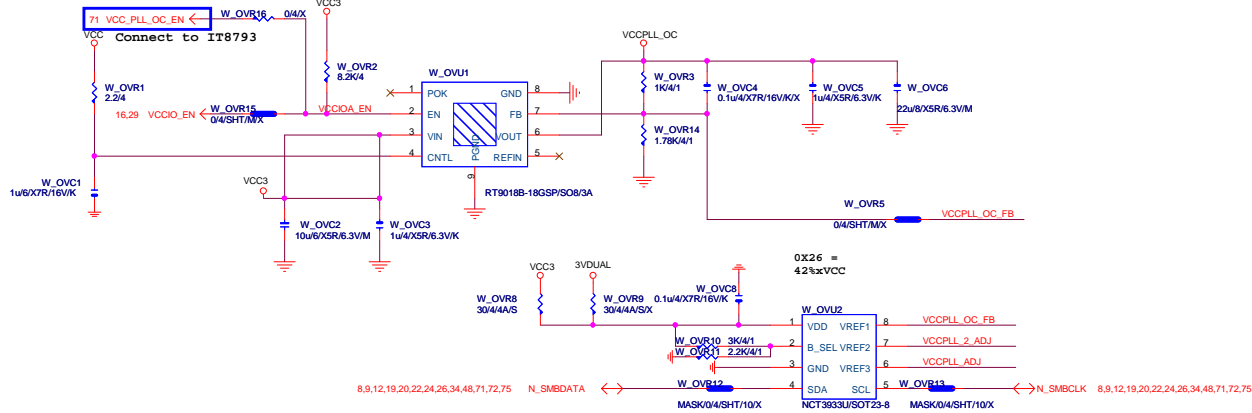 71 VCC_PLL_OC_EN
W_OVR16
0/4/X
VCC3
Connect to IT8793
VCC
VCCPLL_OC
W_OVR1
2.2/4
W_OVR2
8.2K/4
W_OVU1
W_OVR3
1K/4/1
W_OVC4
0.1u/4/X7R/16V/K/X
W_OVC5
1u/4/X5R/6.3V/K
W_OVC6
22u/8/X5R/6.3V/M
1 POK
GND 8
16,29 VCCIO_EN
W_OVR15
0/4/SHT/M/X
VCCIOA_EN
2 EN
FB 7
3 VIN
VOUT 6
4 CNTL
REFIN 5
PGND
9
W_OVR14
1.78K/4/1
RT9018B-18GSP/SO8/3A
W_OVC1
1u/6/X7R/16V/K
VCC3
W_OVC2
10u/6/X5R/6.3V/M
W_OVC3
1u/4/X5R/6.3V/K
W_OVR5
0/4/SHT/M/X
VCCPLL_OC_FB
0X26 =
42%xVCC
VCC3
3VDUAL
W_OVR8
30/4/4A/S
W_OVR9
30/4/4A/S/X
W_OVC8
0.1u/4/X7R/16V/K
W_OVU2
1 VDD
VREF1 8
VCCPLL_OC_FB
W_OVR10 3K/4/1
W_OVR11 2.2K/4/1
2 B_SEL
VREF2 7
VCCPLL_2_ADJ
3 GND
VREF3 6
VCCPLL_ADJ
8,9,12,19,20,22,24,26,34,48,71,72,75
N_SMBDATA
W_OVR12
4 SDA
SCL 5
W_OVR13
N_SMBCLK
8,9,12,19,20,22,24,26,34,48,71,72,75
MASK/0/4/SHT/10/X
NCT3933U/SOT23-8
MASK/0/4/SHT/10/X